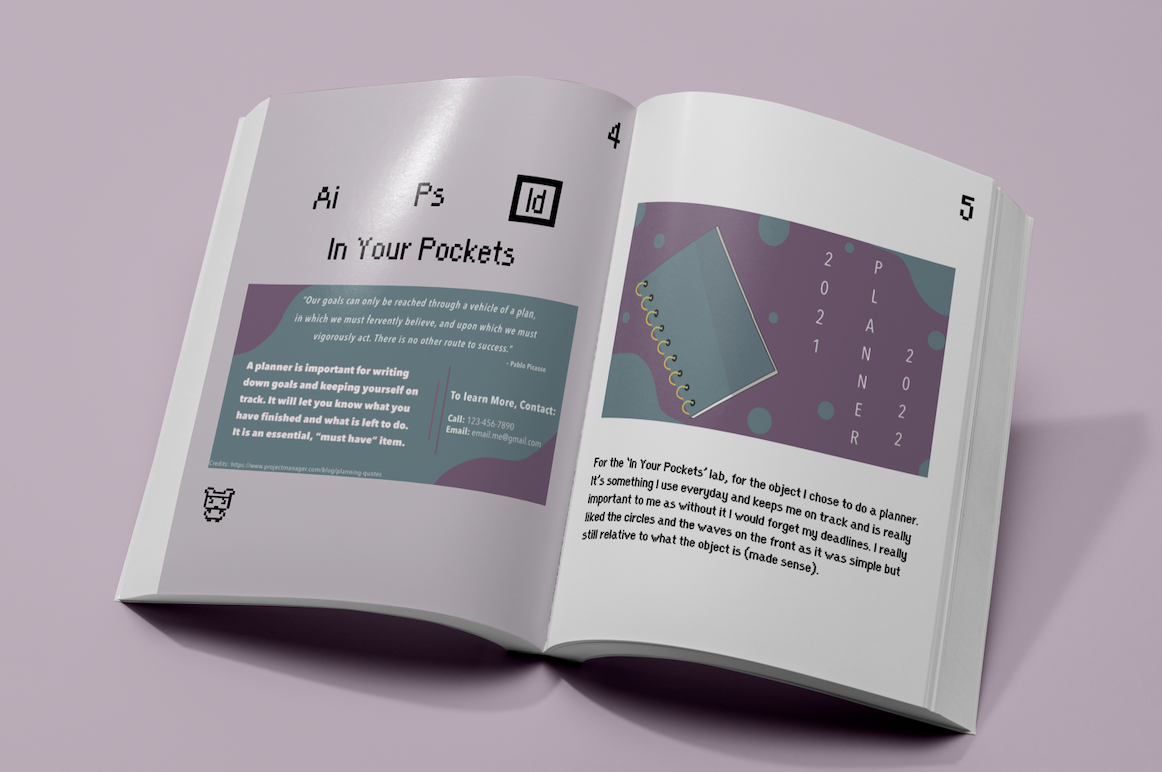 4
Ai Ps Id
In Your Pockets
“Our goals can only be reached through a vehicle of a plan,
in which we must fervently believe, and upon which we must
vigorously act. There is no other route to success.”
- Pablo Picasso
A planner is important for writing
down goals and keeping yourself on
track. It will let you know what you
have finished and what is left to do.
It is an essential, “must have” item.
To learn More, Contact:
Call: 123-456-7890
Email: email.me@gmail.com
Credits: https://www.projectmanager.com/blog/planning-quotes
5
2021
PLANNER
2022
For the ‘In Your Pockets’ lab, for the object I chose to do a planner.
It’s something I use everyday and keeps me on track and is really
important to me as without it I would forget my deadlines. I really
liked the circles and the waves on the front as it was simple but
still relative to what the object is (made sense).